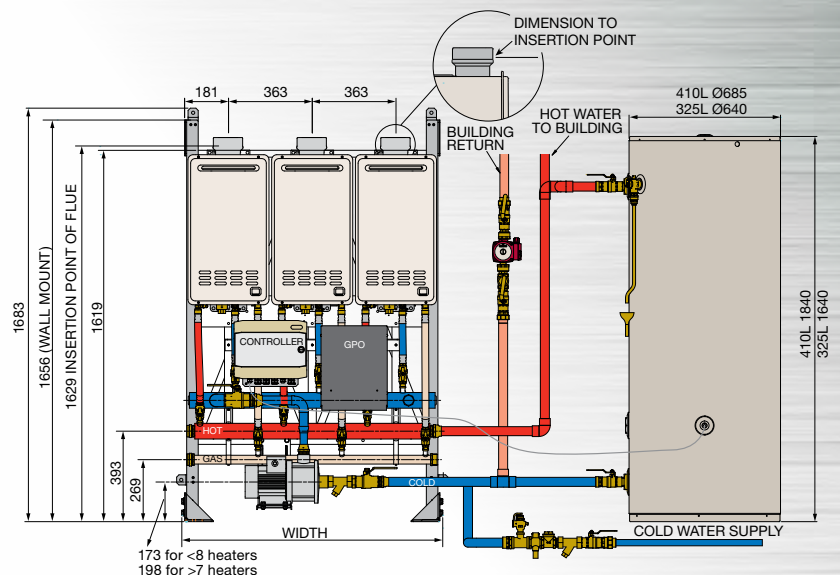 DIMENSION TO
INSERTION POINT
181
363
363
410L Ø685
325L Ø640
BUILDING
RETURN
HOT WATER
TO BUILDING
1683
1656 (WALL MOUNT)
1629 INSERTION POINT OF FLUE
1619
410L 1840
325L 1640
CONTROLLER
GPO
HOT
GAS
COLD
393
269
WIDTH
COLD WATER SUPPLY
173 for <8 heaters
198 for >7 heaters